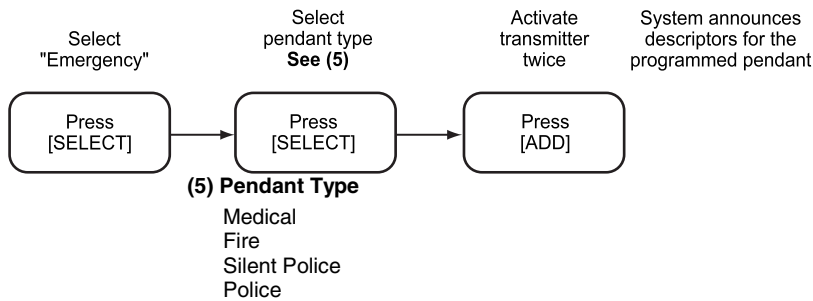 Select
"Emergency"
Select
pendant type
See (5)
Activate
transmitter
twice
System announces
descriptors for the
programmed pendant
Press
[SELECT]
Press
[SELECT]
Press
[ADD]
(5) Pendant Type
Medical
Fire
Silent Police
Police